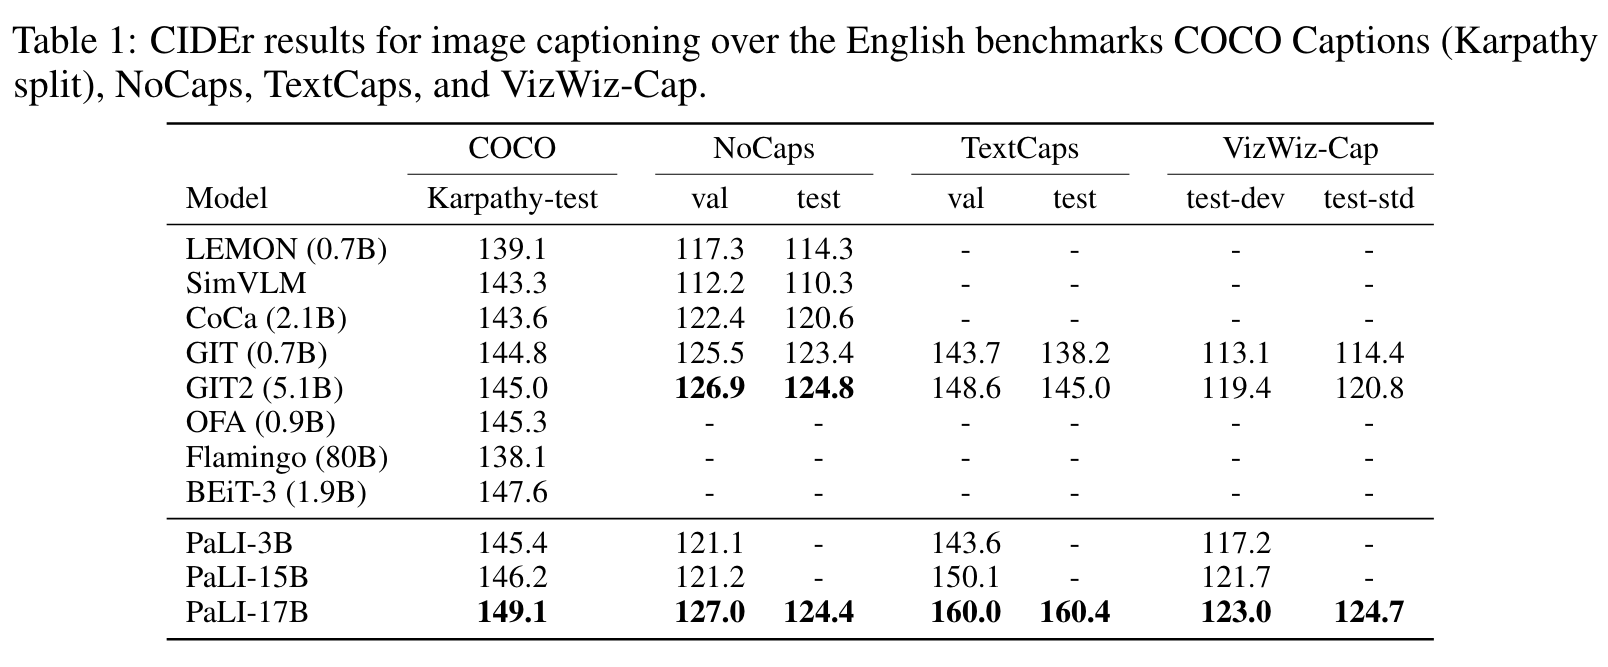 Table 1: CIDEr results for image captioning over the English benchmarks COCO Captions (Karpathy
split), NoCaps, TextCaps, and VizWiz-Cap.
COCO NoCaps TextCaps VizWiz-Cap
Model Karpathy-test val test val test test-dev test-std
LEMON (0.7B) 139.1 117.3 114.3 - - - -
SimVLM 143.3 112.2 110.3 - - - -
CoCa (2.1B) 143.6 122.4 120.6 - - - -
GIT (0.7B) 144.8 125.5 123.4 143.7 138.2 113.1 114.4
GIT2 (5.1B) 145.0 126.9 124.8 148.6 145.0 119.4 120.8
OFA (0.9B) 145.3 - - - - - -
Flamingo (80B) 138.1 - - - - - -
BEiT-3 (1.9B) 147.6 - - - - - -
PaLI-3B 145.4 121.1 - 143.6 - 117.2 -
PaLI-15B 146.2 121.2 - 150.1 - 121.7 -
PaLI-17B 149.1 127.0 124.4 160.0 160.4 123.0 124.7